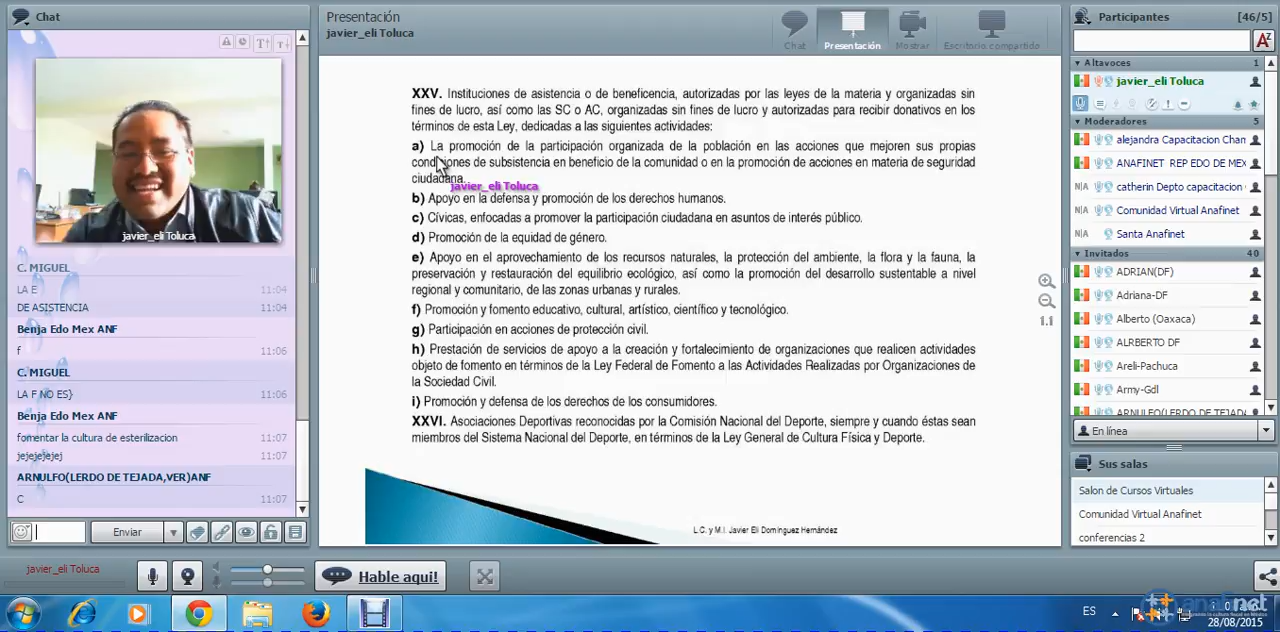 Chat
javier_eli Toluca
C. MIGUEL
LA E 11:04
DE ASISTENCIA 11:04
Benja Edo Mex ANF
f 11:06
C. MIGUEL
LA F NO ES} 11:06
Benja Edo Mex ANF
fomentar la cultura de esterilizacion 11:07
jejejejejej 11:07
ARNULFO(LERDO DE TEJADA,VER)ANF
C 11:07
Enviar
Presentación
javier_eli Toluca
Chat
Presentación
Mostrar
Escritorio compartido
XXV. Instituciones de asistencia o de beneficencia, autorizadas por las leyes de la materia y organizadas sin
fines de lucro, así como las SC o AC, organizadas sin fines de lucro y autorizadas para recibir donativos en los
términos de esta Ley, dedicadas a las siguientes actividades:
a) La promoción de la participación organizada de la población en las acciones que mejoren sus propias
condiciones de subsistencia en beneficio de la comunidad o en la promoción de acciones en materia de seguridad
ciudadana.
javier_eli Toluca
b) Apoyo en la defensa y promoción de los derechos humanos.
c) Cívicas, enfocadas a promover la participación ciudadana en asuntos de interés público.
d) Promoción de la equidad de género.
e) Apoyo en el aprovechamiento de los recursos naturales, la protección del ambiente, la flora y la fauna, la
preservación y restauración del equilibrio ecológico, así como la promoción del desarrollo sustentable a nivel
regional y comunitario, de las zonas urbanas y rurales.
f) Promoción y fomento educativo, cultural, artístico, científico y tecnológico.
g) Participación en acciones de protección civil.
h) Prestación de servicios de apoyo a la creación y fortalecimiento de organizaciones que realicen actividades
objeto de fomento en términos de la Ley Federal de Fomento a las Actividades Realizadas por Organizaciones de
la Sociedad Civil.
i) Promoción y defensa de los derechos de los consumidores.
XXVI. Asociaciones Deportivas reconocidas por la Comisión Nacional del Deporte, siempre y cuando éstas sean
miembros del Sistema Nacional del Deporte, en términos de la Ley General de Cultura Física y Deporte.
L.C. y M.I. Javier Eli Domínguez Hernández
1.1
Participantes [46/5]
Altavoces 1
javier_eli Toluca
Moderadores 5
alejandra Capacitacion Cham
ANAFINET REP EDO DE MEX
N/A catherin Depto capacitacion
N/A Comunidad Virtual Anafinet
N/A Santa Anafinet
Invitados 40
ADRIAN(DF)
Adriana-DF
Alberto (Oaxaca)
ALRBERTO DF
Areli-Pachuca
Army-Gdl
ARNULFO(LERDO DE TEJADA
En línea
Sus salas
Salon de Cursos Virtuales
Comunidad Virtual Anafinet
conferencias 2
javier_eli Toluca
Hable aqui!
ES
28/08/2015